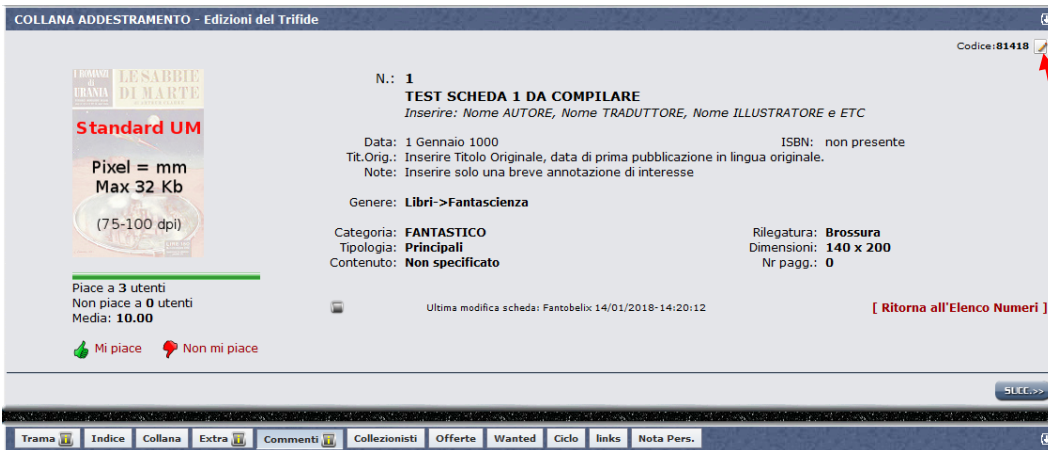 COLLANA ADDESTRAMENTO - Edizioni del Trifide
Codice:81418
I ROMANZI
di
URANIA
LE SABBIE
DI MARTE
Standard UM
Pixel = mm
Max 32 Kb
(75-100 dpi)
N.: 1
TEST SCHEDA 1 DA COMPILARE
Inserire: Nome AUTORE, Nome TRADUTTORE, Nome ILLUSTRATORE e ETC
Data: 1 Gennaio 1000 ISBN: non presente
Tit.Orig.: Inserire Titolo Originale, data di prima pubblicazione in lingua originale.
Note: Inserire solo una breve annotazione di interesse
Genere: Libri->Fantascienza
Categoria: FANTASTICO Rilegatura: Brossura
Tipologia: Principali Dimensioni: 140 x 200
Contenuto: Non specificato Nr pagg.: 0
Piace a 3 utenti
Non piace a 0 utenti
Media: 10.00
Ultima modifica scheda: Fantobelix 14/01/2018-14:20:12 [ Ritorna all'Elenco Numeri ]
Mi piace Non mi piace
SUCC.>>
Trama Indice Collana Extra Commenti Collezionisti Offerte Wanted Ciclo links Nota Pers.